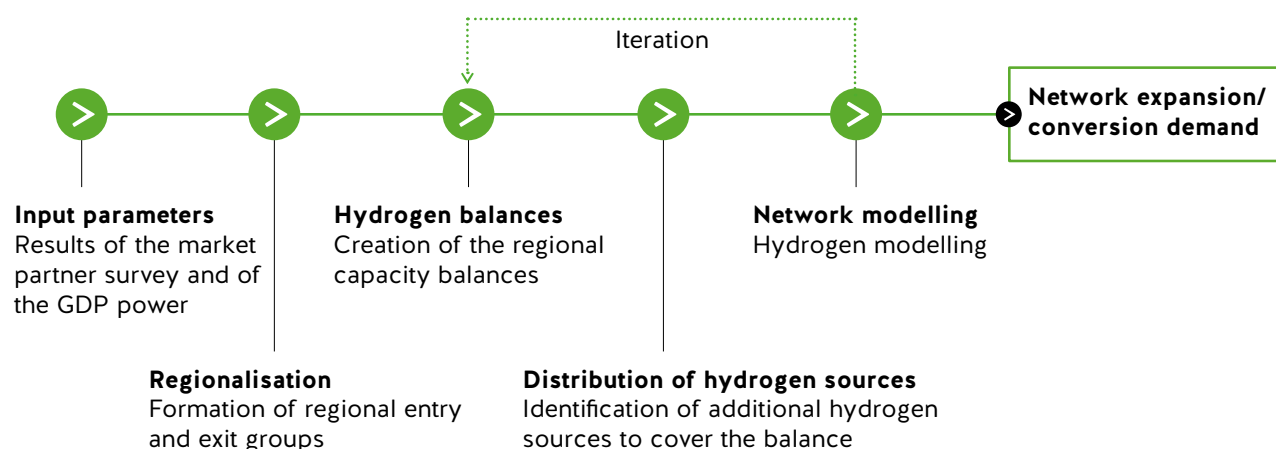 Iteration
Network expansion/
conversion demand
Input parameters
Results of the market
partner survey and of
the GDP power
Hydrogen balances
Creation of the regional
capacity balances
Network modelling
Hydrogen modelling
Regionalisation
Formation of regional entry
and exit groups
Distribution of hydrogen sources
Identification of additional hydrogen
sources to cover the balance